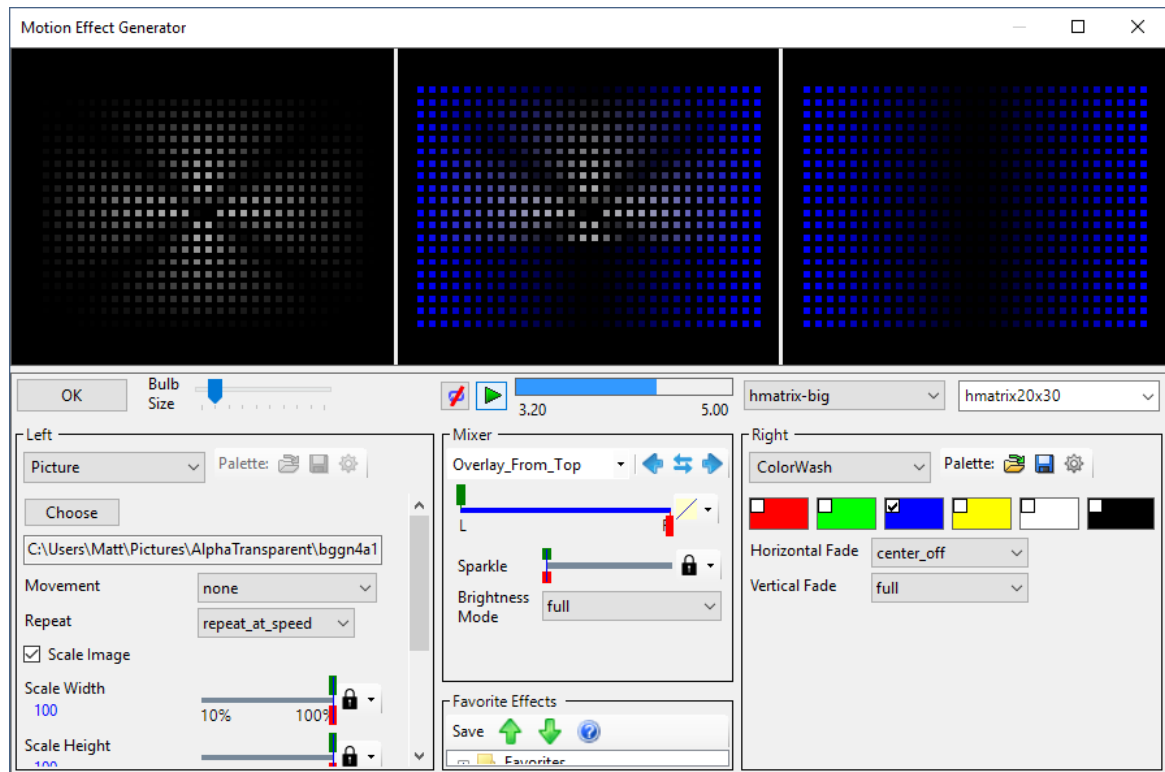 Motion Effect Generator
OK
Bulb Size
3.20 5.00
hmatrix-big
hmatrix20x30
Left
Picture
Palette:
Choose
C:\Users\Matt\Pictures\AlphaTransparent\bggn4a1
Movement none
Repeat repeat_at_speed
Scale Image
Scale Width
100
10% 100%
Scale Height
100
Mixer
Overlay_From_Top
L
Sparkle
Brightness Mode full
Favorite Effects
Save
Favorites
Right
ColorWash
Palette:
Horizontal Fade center_off
Vertical Fade full